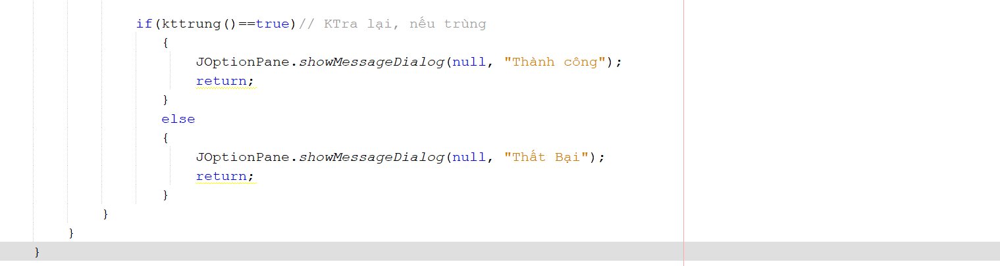 if(kttrung()==true)// KTra lại, nếu trùng
{
JOptionPane.showMessageDialog(null, "Thành công");
return;
}
else
{
JOptionPane.showMessageDialog(null, "Thất Bại");
return;
}
}
}
}